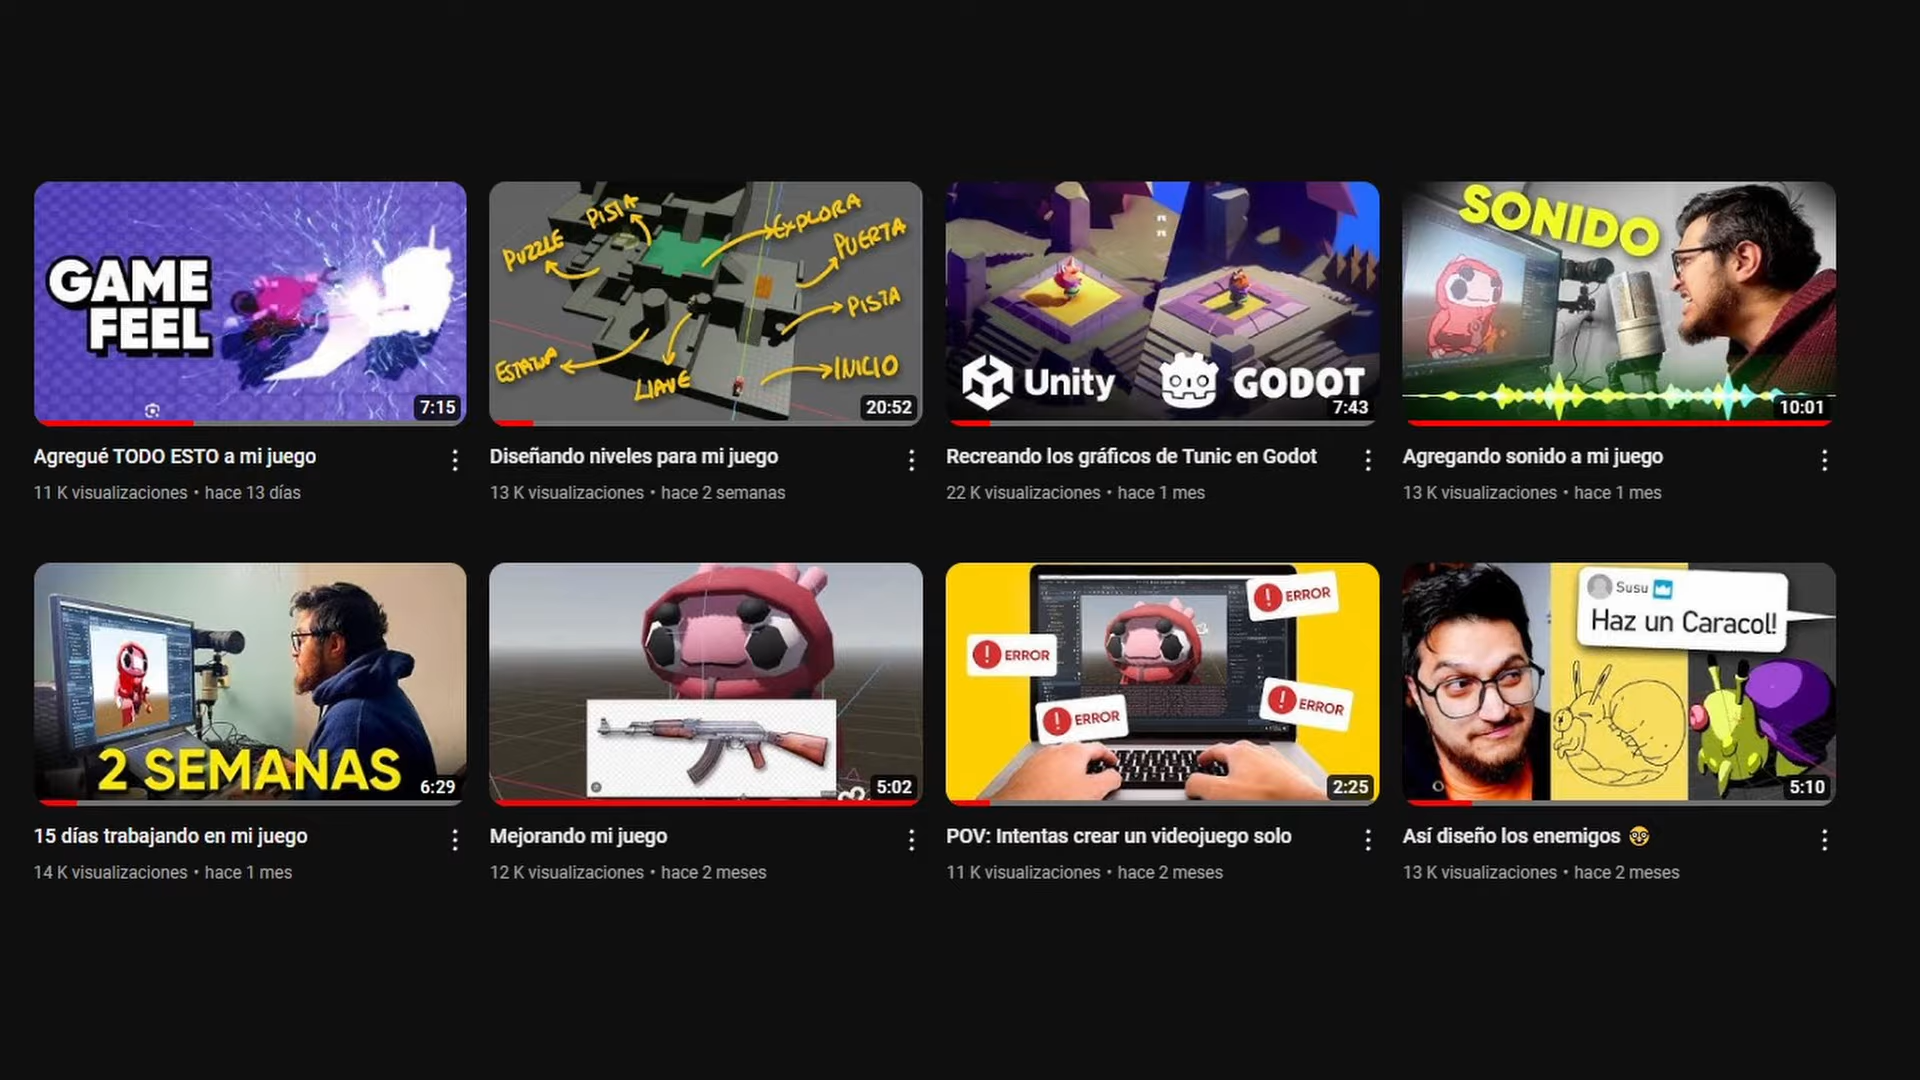 GAME
FEEL
7:15
Agregué TODO ESTO a mi juego
11 K visualizaciones • hace 13 días
PISTA
EXPLORA
PUZZLE
PUERTA
PISTA
ESTATUA
LLAVE
INICIO
20:52
Diseñando niveles para mi juego
13 K visualizaciones • hace 2 semanas
Unity
GODOT
7:43
Recreando los gráficos de Tunic en Godot
22 K visualizaciones • hace 1 mes
SONIDO
10:01
Agregando sonido a mi juego
13 K visualizaciones • hace 1 mes
2 SEMANAS
6:29
15 días trabajando en mi juego
14 K visualizaciones • hace 1 mes
5:02
Mejorando mi juego
12 K visualizaciones • hace 2 meses
ERROR
ERROR
ERROR
ERROR
2:25
POV: Intentas crear un videojuego solo
11 K visualizaciones • hace 2 meses
Susu
Haz un Caracol!
5:10
Así diseño los enemigos 🤓
13 K visualizaciones • hace 2 meses